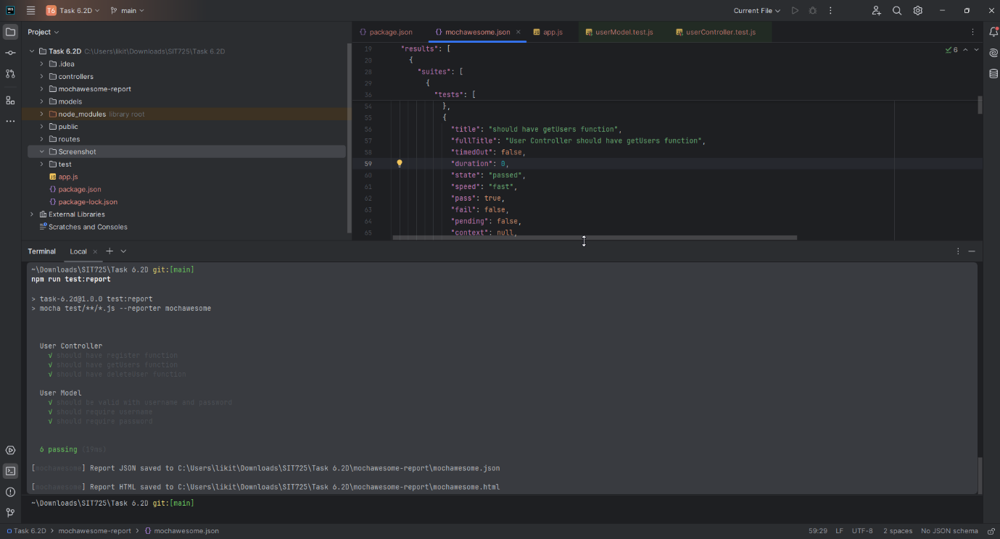 WS T6 Task 6.2D main Current File
Project
Task 6.2D C:\Users\likit\Downloads\SIT725\Task 6.2D
.idea
controllers
mochawesome-report
models
node_modules library root
public
routes
Screenshot
test
JS app.js
{} package.json
{} package-lock.json
External Libraries
Scratches and Consoles
{} package.json {} mochawesome.json × JS app.js JS userModel.test.js JS userController.test.js
6
19 "results": [
20 {
28 "suites": [
29 {
36 "tests": [
54 },
55 {
56 "title": "should have getUsers function",
57 "fullTitle": "User Controller should have getUsers function",
58 "timedOut": false,
59 "duration": 0,
60 "state": "passed",
61 "speed": "fast",
62 "pass": true,
63 "fail": false,
64 "pending": false,
65 "context": null,
Terminal Local × +
~\Downloads\SIT725\Task 6.2D git:[main]
npm run test:report
> task-6.2d@1.0.0 test:report
> mocha test/**/*.js --reporter mochawesome
User Controller
√ should have register function
√ should have getUsers function
√ should have deleteUser function
User Model
√ should be valid with username and password
√ should require username
√ should require password
6 passing (19ms)
[mochawesome] Report JSON saved to C:\Users\likit\Downloads\SIT725\Task 6.2D\mochawesome-report\mochawesome.json
[mochawesome] Report HTML saved to C:\Users\likit\Downloads\SIT725\Task 6.2D\mochawesome-report\mochawesome.html
~\Downloads\SIT725\Task 6.2D git:[main]
Task 6.2D > mochawesome-report > {} mochawesome.json 59:29 LF UTF-8 2 spaces No JSON schema